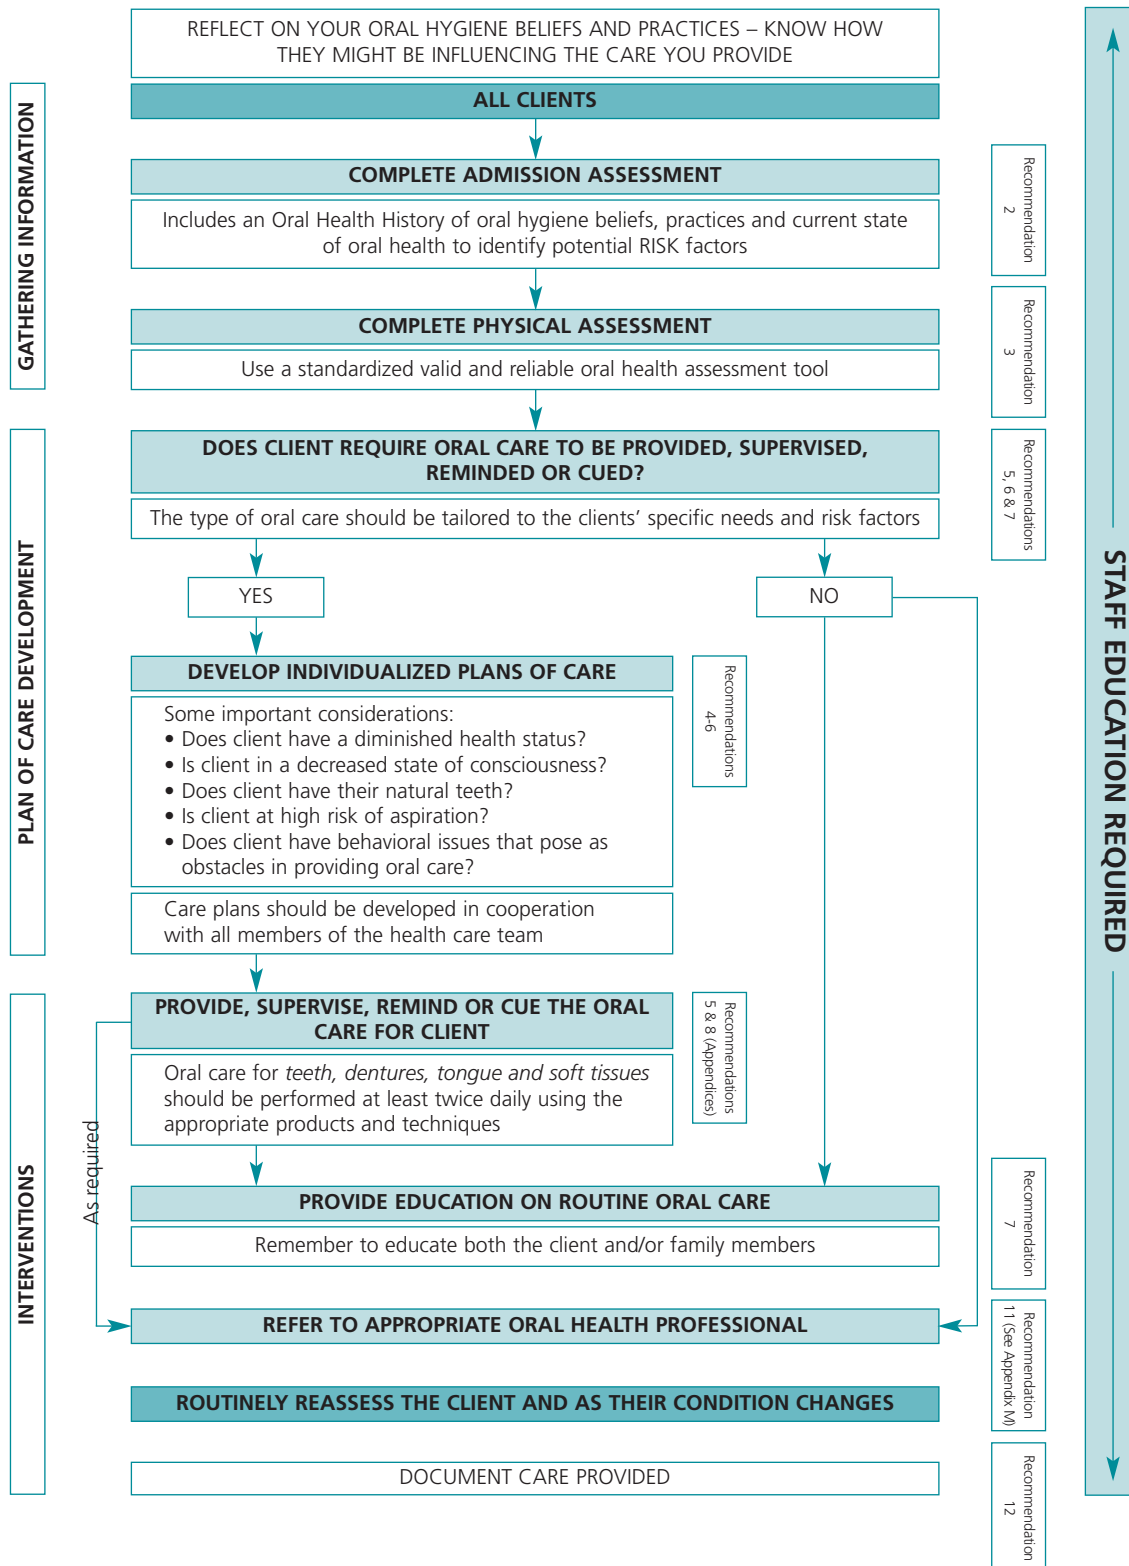 REFLECT ON YOUR ORAL HYGIENE BELIEFS AND PRACTICES – KNOW HOW
THEY MIGHT BE INFLUENCING THE CARE YOU PROVIDE
ALL CLIENTS
GATHERING INFORMATION
COMPLETE ADMISSION ASSESSMENT
Includes an Oral Health History of oral hygiene beliefs, practices and current state
of oral health to identify potential RISK factors
Recommendation
2
COMPLETE PHYSICAL ASSESSMENT
Use a standardized valid and reliable oral health assessment tool
Recommendation
3
PLAN OF CARE DEVELOPMENT
DOES CLIENT REQUIRE ORAL CARE TO BE PROVIDED, SUPERVISED,
REMINDED OR CUED?
The type of oral care should be tailored to the clients’ specific needs and risk factors
Recommendations
5, 6 & 7
YES
NO
DEVELOP INDIVIDUALIZED PLANS OF CARE
Some important considerations:
• Does client have a diminished health status?
• Is client in a decreased state of consciousness?
• Does client have their natural teeth?
• Is client at high risk of aspiration?
• Does client have behavioral issues that pose as
obstacles in providing oral care?
Care plans should be developed in cooperation
with all members of the health care team
Recommendations
4-6
INTERVENTIONS
PROVIDE, SUPERVISE, REMIND OR CUE THE ORAL
CARE FOR CLIENT
Oral care for teeth, dentures, tongue and soft tissues
should be performed at least twice daily using the
appropriate products and techniques
Recommendations
5 & 8 (Appendices)
As required
PROVIDE EDUCATION ON ROUTINE ORAL CARE
Remember to educate both the client and/or family members
Recommendation
7
REFER TO APPROPRIATE ORAL HEALTH PROFESSIONAL
Recommendation
11 (See Appendix M)
ROUTINELY REASSESS THE CLIENT AND AS THEIR CONDITION CHANGES
DOCUMENT CARE PROVIDED
Recommendation
12
STAFF EDUCATION REQUIRED